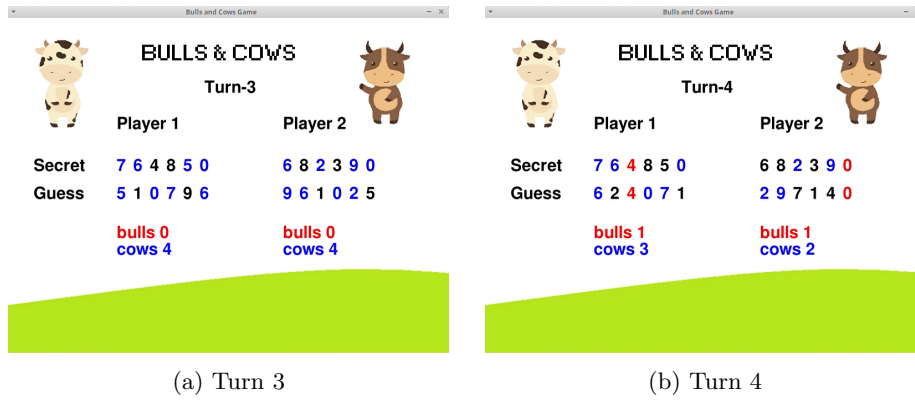 Bulls and Cows Game
BULLS & COWS
Turn-3
Player 1 Player 2
Secret 7 6 4 8 5 0 6 8 2 3 9 0
Guess 5 1 0 7 9 6 9 6 1 0 2 5
bulls 0 bulls 0
cows 4 cows 4
(a) Turn 3
Bulls and Cows Game
BULLS & COWS
Turn-4
Player 1 Player 2
Secret 7 6 4 8 5 0 6 8 2 3 9 0
Guess 6 2 4 0 7 1 2 9 7 1 4 0
bulls 1 bulls 1
cows 3 cows 2
(b) Turn 4